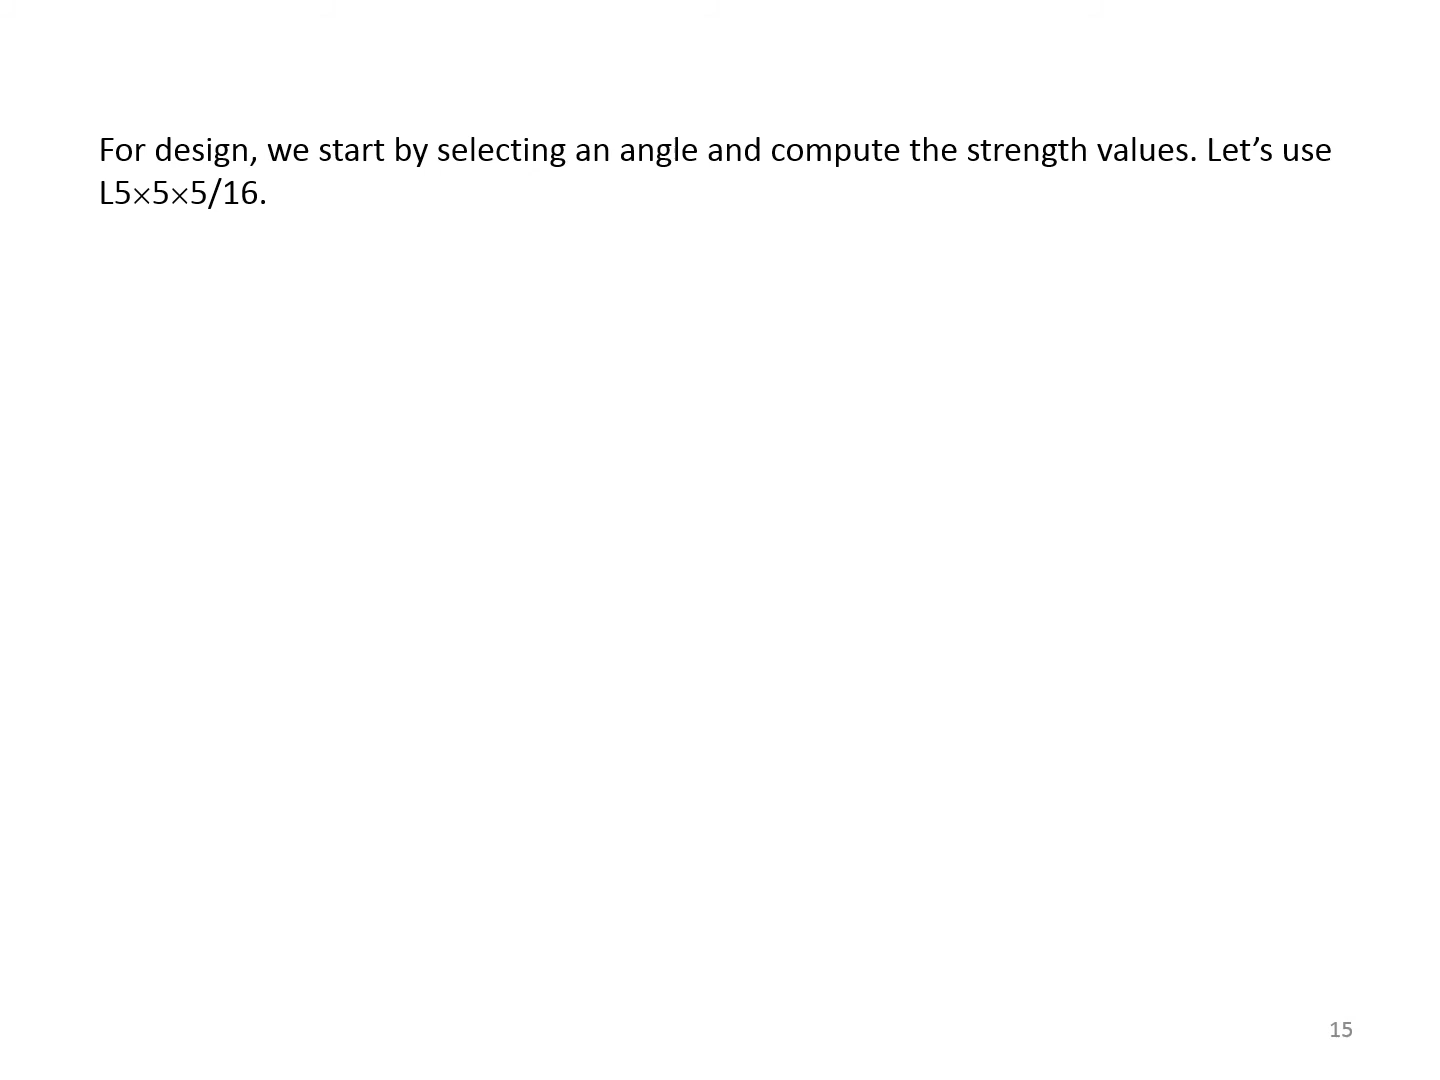 For design, we start by selecting an angle and compute the strength values. Let’s use
L5×5×5/16.
15